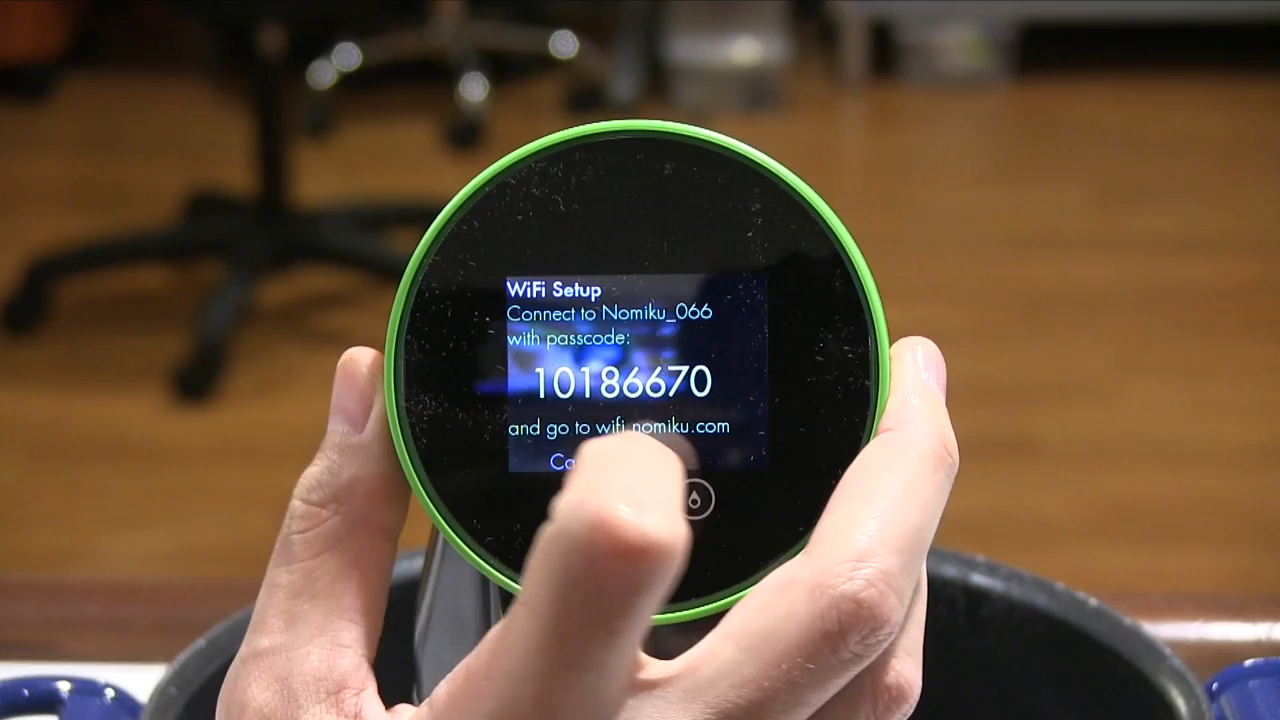 WiFi Setup
Connect to Nomiku_066
with passcode:
10186670
and go to wifi.nomiku.com